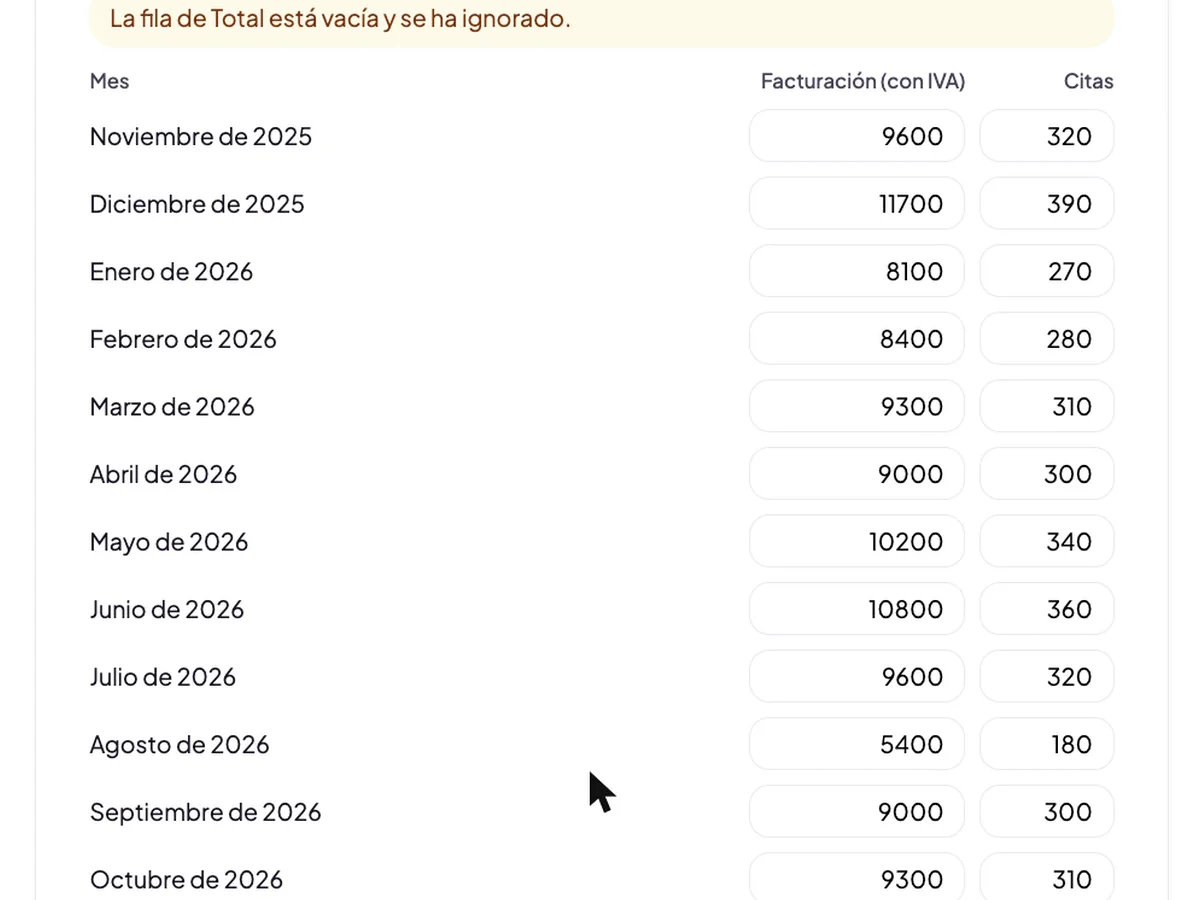 La fila de Total está vacía y se ha ignorado.
Mes Facturación (con IVA) Citas
Noviembre de 2025 9600 320
Diciembre de 2025 11700 390
Enero de 2026 8100 270
Febrero de 2026 8400 280
Marzo de 2026 9300 310
Abril de 2026 9000 300
Mayo de 2026 10200 340
Junio de 2026 10800 360
Julio de 2026 9600 320
Agosto de 2026 5400 180
Septiembre de 2026 9000 300
Octubre de 2026 9300 310